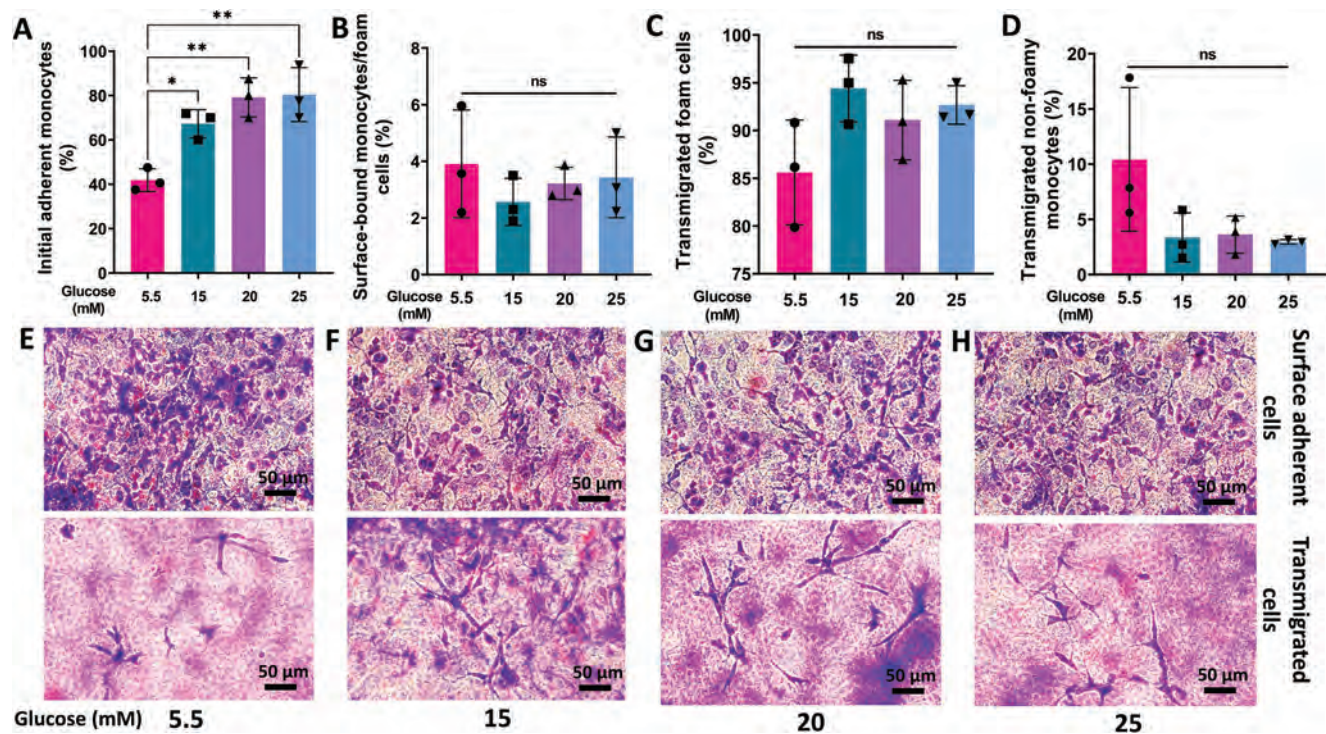 A
Initial adherent monocytes
(%)
100
80
60
40
20
0
**
**
*
Glucose
(mM)
5.5
15
20
25
B
Surface-bound monocytes/foam
cells (%)
8
6
4
2
0
ns
Glucose
(mM)
5.5
15
20
25
C
Transmigrated foam cells
(%)
100
95
90
85
80
75
ns
Glucose
(mM)
5.5
15
20
25
D
Transmigrated non-foamy
monocytes (%)
20
15
10
5
0
ns
Glucose
(mM)
5.5
15
20
25
E
50 µm
F
50 µm
G
50 µm
H
50 µm
Surface adherent
cells
50 µm
50 µm
50 µm
50 µm
Transmigrated
cells
Glucose (mM) 5.5 15 20 25